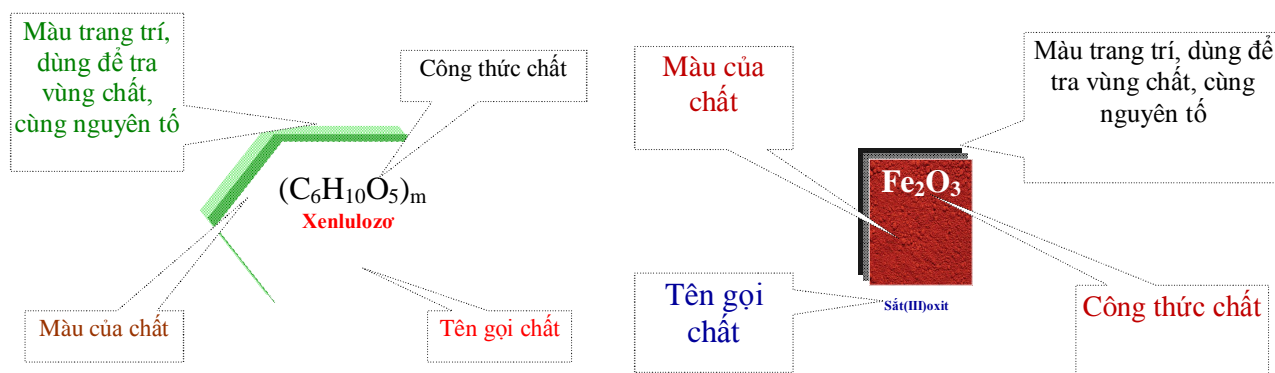 Màu trang trí,
dùng để tra
vùng chất,
cùng nguyên tố
Công thức chất
(C₆H₁₀O₅)ₘ
Xenlulozơ
Màu của chất
Tên gọi chất
Màu của
chất
Màu trang trí, dùng để
tra vùng chất, cùng
nguyên tố
Fe₂O₃
Tên gọi
chất
Sắt(III)oxit
Công thức chất